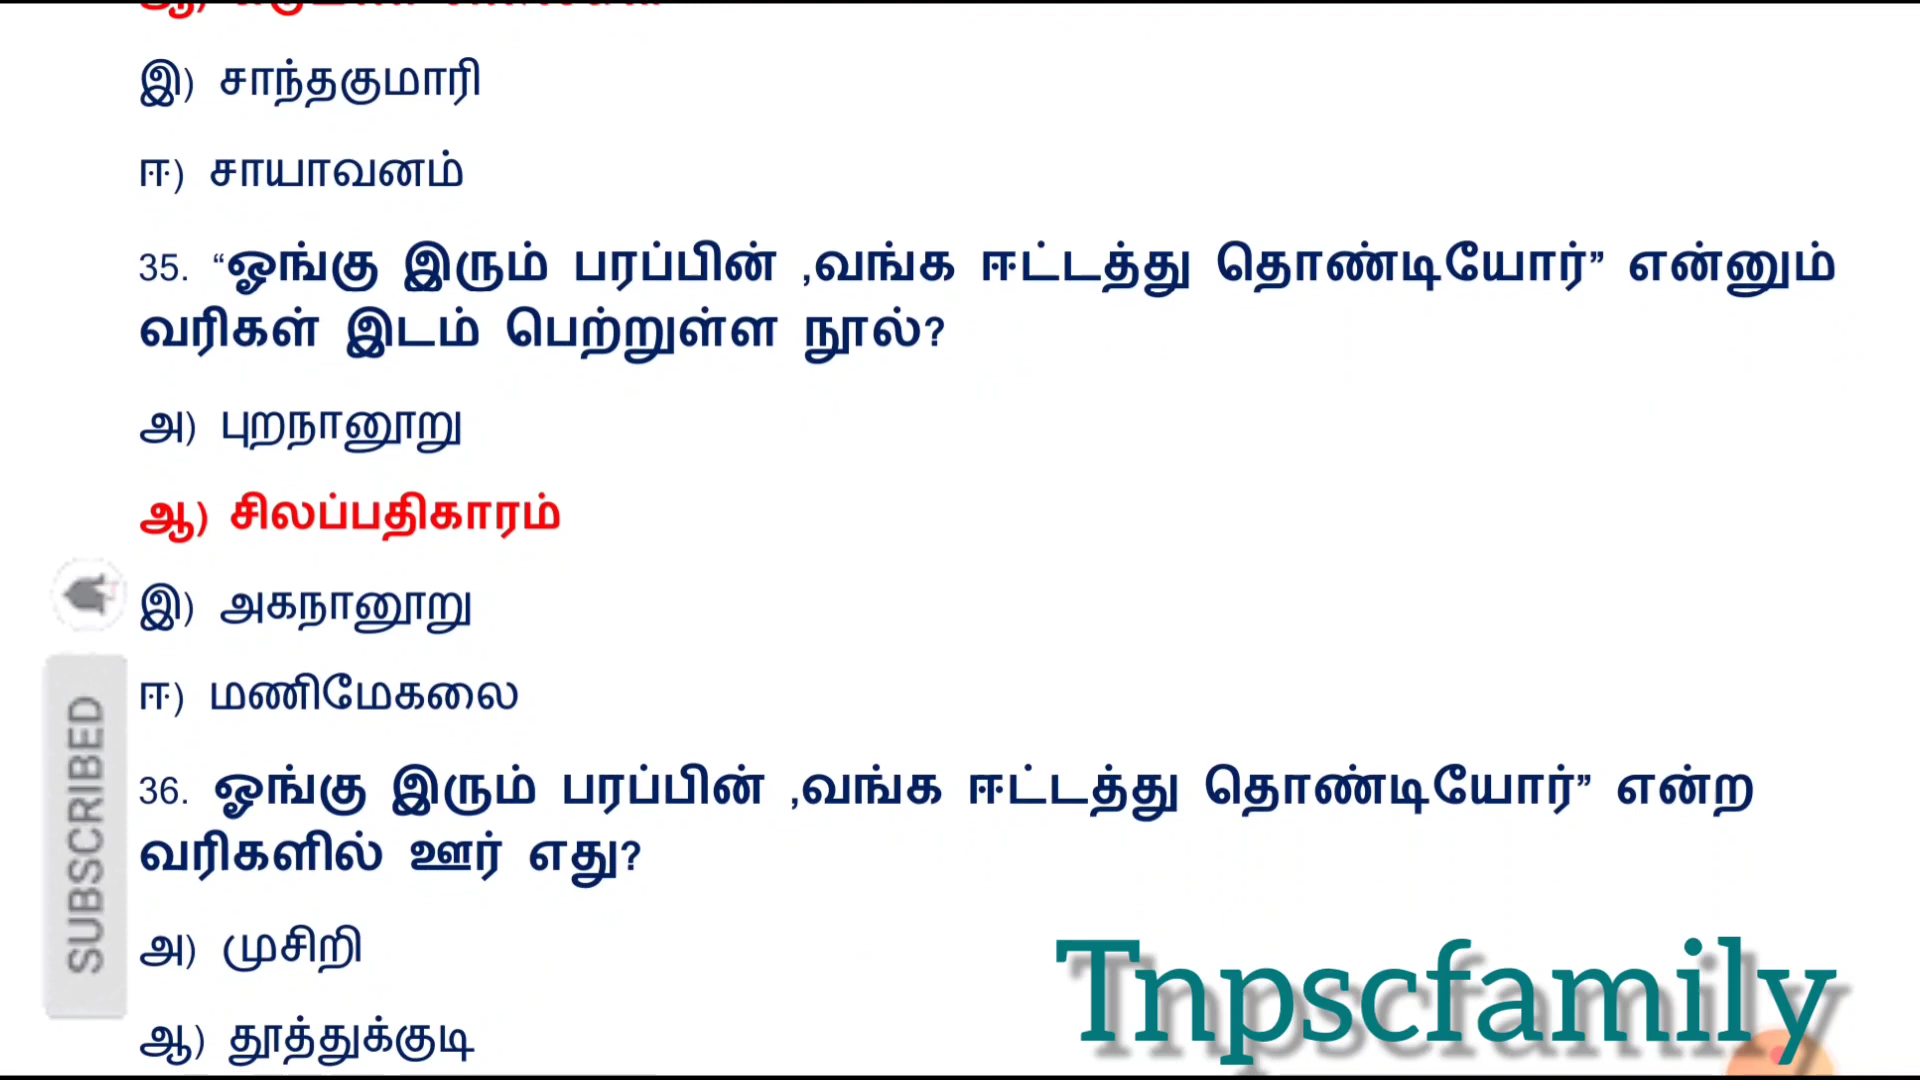 இ) சாந்தகுமாரி
ஈ) சாயாவனம்
35. “ஓங்கு இரும் பரப்பின் ,வங்க ஈட்டத்து தொண்டியோர்” என்னும்
வரிகள் இடம் பெற்றுள்ள நூல்?
அ) புறநானூறு
ஆ) சிலப்பதிகாரம்
இ) அகநானூறு
ஈ) மணிமேகலை
36. ஓங்கு இரும் பரப்பின் ,வங்க ஈட்டத்து தொண்டியோர்” என்ற
வரிகளில் ஊர் எது?
அ) முசிறி
ஆ) தூத்துக்குடி
SUBSCRIBED
Tnpscfamily